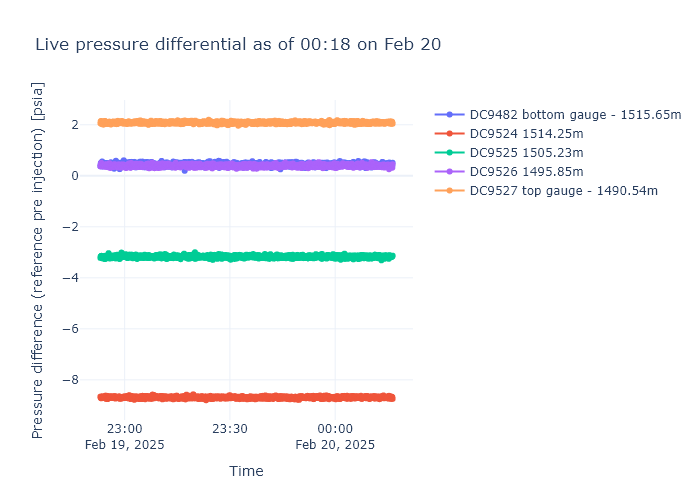 Live pressure differential as of 00:18 on Feb 20
Pressure difference (reference pre injection) [psia]
2
0
−2
−4
−6
−8
23:00
Feb 19, 2025
23:30
00:00
Feb 20, 2025
Time
DC9482 bottom gauge - 1515.65m
DC9524 1514.25m
DC9525 1505.23m
DC9526 1495.85m
DC9527 top gauge - 1490.54m